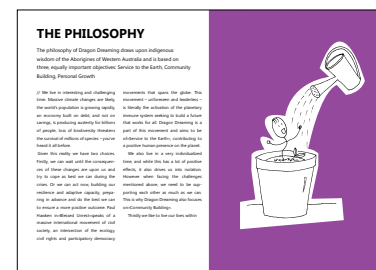 THE PHILOSOPHY
The philosophy of Dragon Dreaming draws upon indigenous
wisdom of the Aborigines of Western Australia and is based on
three, equally important objectives: Service to the Earth, Community
Building, Personal Growth
// We live in interesting and challenging
time. Massive climate changes are likely,
the world's population is growing rapidly,
an economy built on debt, and not on
savings, is producing austerity for billions
of people, loss of biodiversity threatens
the survival of millions of species – you've
heard it before.
Given this reality we have two choices.
Firstly, we can wait until the consequen-
ces of these changes are upon us and
try to cope as best we can during the
crises. Or we can act now, building our
resilience and adaptive capacity, prepa-
ring in advance and do the best we can
to ensure a more positive outcome. Paul
Hawken in›Blessed Unrest‹speaks of a
massive international movement of civil
society, an intersection of the ecology,
civil rights and participatory democracy
movements that spans the globe. This
movement – unforeseen and leaderless –
is literally the activation of the planetary
immune system seeking to build a future
that works for all. Dragon Dreaming is a
part of this movement and aims to be
of›Service to the Earth‹, contributing to
a positive human presence on the planet.
We also live in a very individualised
time, and while this has a lot of positive
effects, it also drives us into isolation.
However when facing the challenges
mentioned above, we need to be sup-
porting each other as much as we can.
This is why Dragon Dreaming also focuses
on›Community Building‹.
Thirdly we like to live our lives within